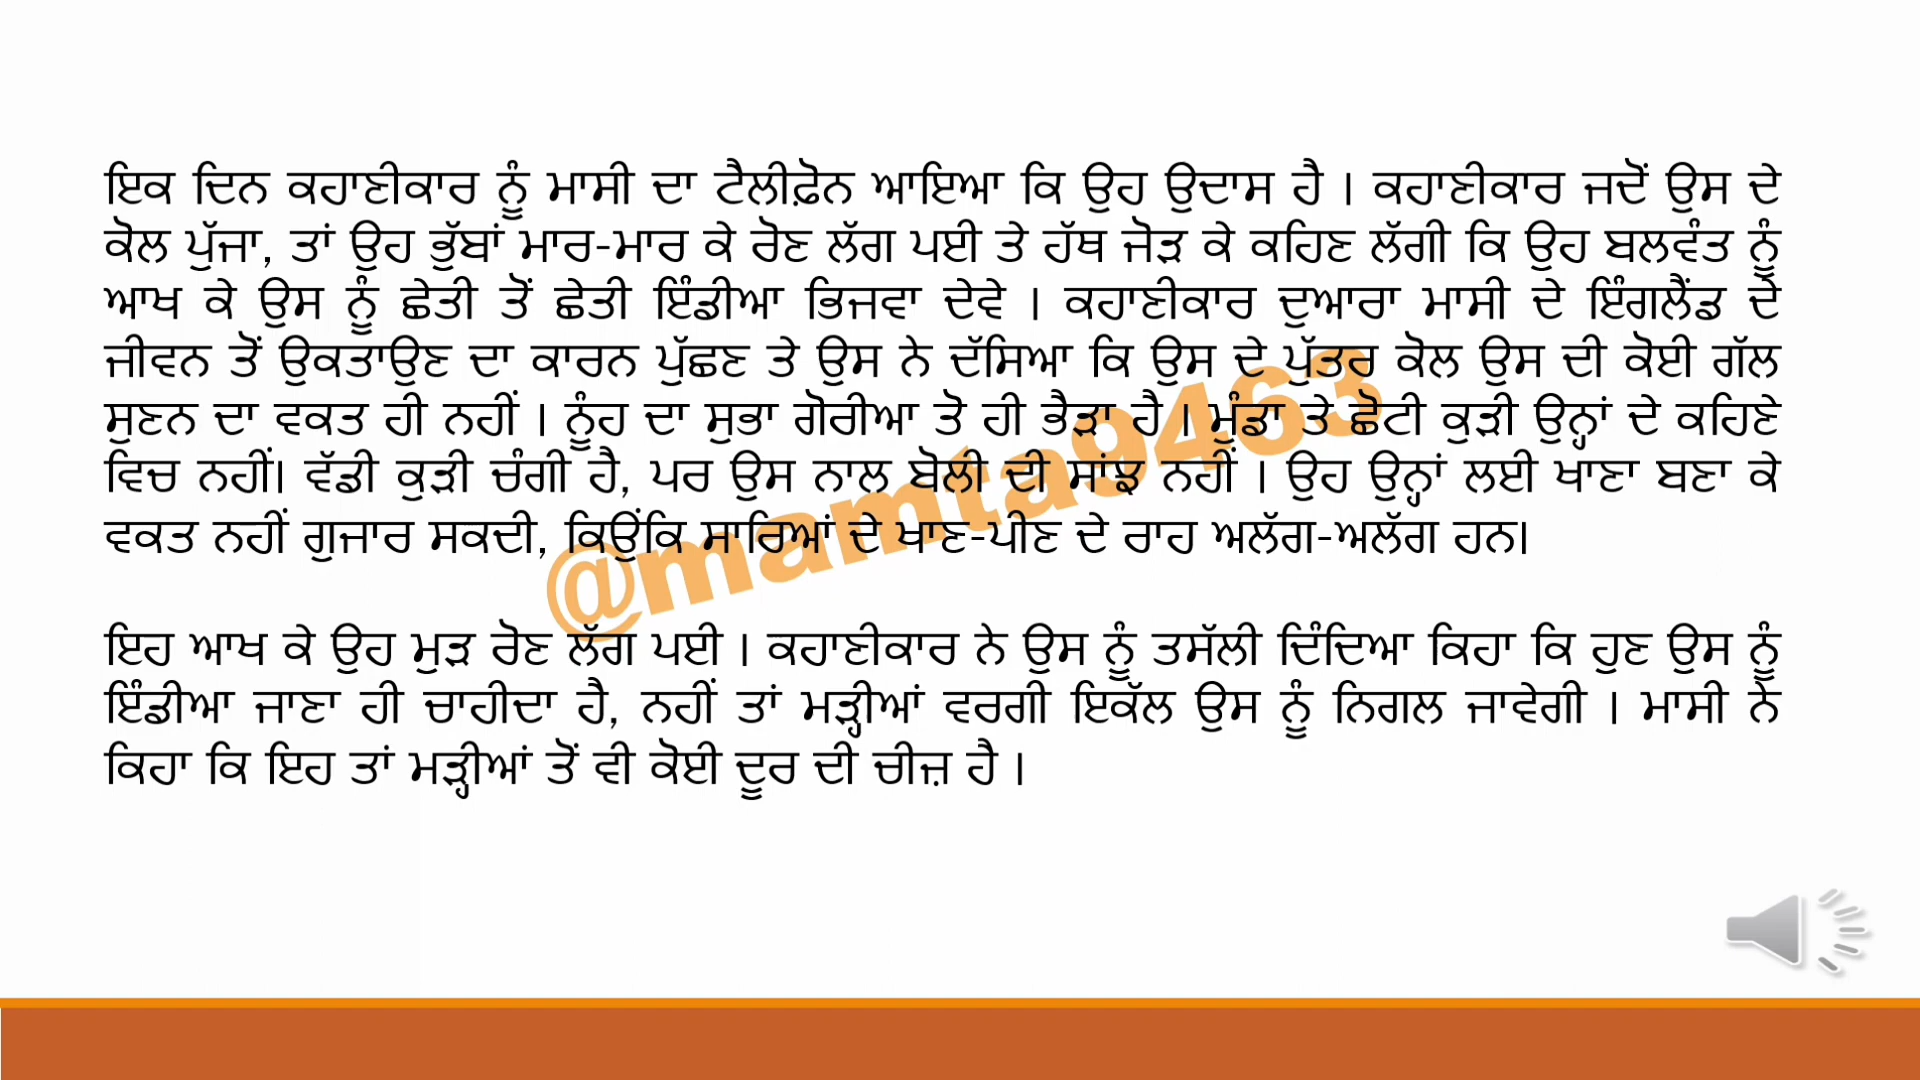 ਇਕ ਦਿਨ ਕਹਾਣੀਕਾਰ ਨੂੰ ਮਾਸੀ ਦਾ ਟੈਲੀਫ਼ੋਨ ਆਇਆ ਕਿ ਉਹ ਉਦਾਸ ਹੈ । ਕਹਾਣੀਕਾਰ ਜਦੋਂ ਉਸ ਦੇ
ਕੋਲ ਪੁੱਜਾ, ਤਾਂ ਉਹ ਭੁੱਬਾਂ ਮਾਰ-ਮਾਰ ਕੇ ਰੋਣ ਲੱਗ ਪਈ ਤੇ ਹੱਥ ਜੋੜ ਕੇ ਕਹਿਣ ਲੱਗੀ ਕਿ ਉਹ ਬਲਵੰਤ ਨੂੰ
ਆਖ ਕੇ ਉਸ ਨੂੰ ਛੇਤੀ ਤੋਂ ਛੇਤੀ ਇੰਡੀਆ ਭਿਜਵਾ ਦੇਵੇ । ਕਹਾਣੀਕਾਰ ਦੁਆਰਾ ਮਾਸੀ ਦੇ ਇੰਗਲੈਂਡ ਦੇ
ਜੀਵਨ ਤੋਂ ਉਕਤਾਉਣ ਦਾ ਕਾਰਨ ਪੁੱਛਣ ਤੇ ਉਸ ਨੇ ਦੱਸਿਆ ਕਿ ਉਸ ਦੇ ਪੁੱਤਰ ਕੋਲ ਉਸ ਦੀ ਕੋਈ ਗੱਲ
ਸੁਣਨ ਦਾ ਵਕਤ ਹੀ ਨਹੀਂ । ਨੂੰਹ ਦਾ ਸੁਭਾ ਗੋਰੀਆ ਤੋ ਹੀ ਭੈੜਾ ਹੈ । ਮੁੰਡਾ ਤੇ ਛੋਟੀ ਕੁੜੀ ਉਨ੍ਹਾਂ ਦੇ ਕਹਿਣੇ
ਵਿਚ ਨਹੀਂ। ਵੱਡੀ ਕੁੜੀ ਚੰਗੀ ਹੈ, ਪਰ ਉਸ ਨਾਲ ਬੋਲੀ ਦੀ ਸਾਂਝ ਨਹੀਂ । ਉਹ ਉਨ੍ਹਾਂ ਲਈ ਖਾਣਾ ਬਣਾ ਕੇ
ਵਕਤ ਨਹੀਂ ਗੁਜਾਰ ਸਕਦੀ, ਕਿਉਂਕਿ ਸਾਰਿਆਂ ਦੇ ਖਾਣ-ਪੀਣ ਦੇ ਰਾਹ ਅਲੱਗ-ਅਲੱਗ ਹਨ।
@mamta9463
ਇਹ ਆਖ ਕੇ ਉਹ ਮੁੜ ਰੋਣ ਲੱਗ ਪਈ । ਕਹਾਣੀਕਾਰ ਨੇ ਉਸ ਨੂੰ ਤਸੱਲੀ ਦਿੰਦਿਆ ਕਿਹਾ ਕਿ ਹੁਣ ਉਸ ਨੂੰ
ਇੰਡੀਆ ਜਾਣਾ ਹੀ ਚਾਹੀਦਾ ਹੈ, ਨਹੀਂ ਤਾਂ ਮੜ੍ਹੀਆਂ ਵਰਗੀ ਇਕੱਲ ਉਸ ਨੂੰ ਨਿਗਲ ਜਾਵੇਗੀ । ਮਾਸੀ ਨੇ
ਕਿਹਾ ਕਿ ਇਹ ਤਾਂ ਮੜ੍ਹੀਆਂ ਤੋਂ ਵੀ ਕੋਈ ਦੂਰ ਦੀ ਚੀਜ਼ ਹੈ ।